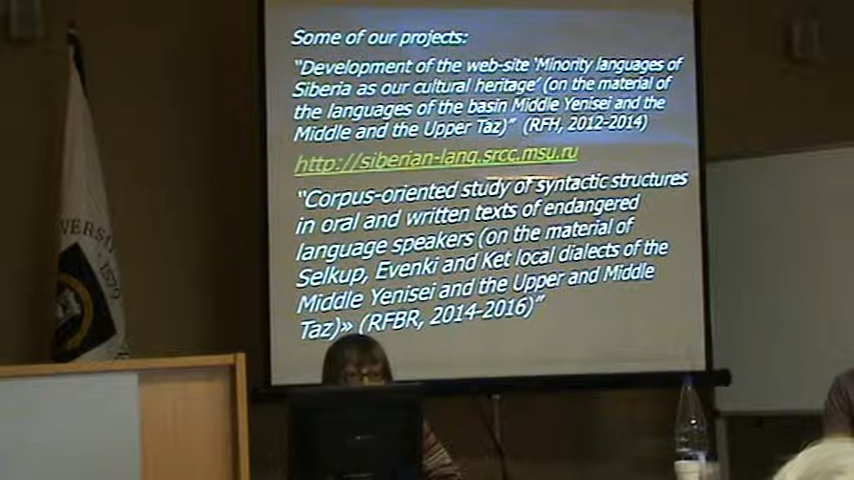 Some of our projects:
"Development of the web-site 'Minority languages of
Siberia as our cultural heritage' (on the material of
the languages of the basin Middle Yenisei and the
Middle and the Upper Taz)" (RFH, 2012-2014)
http://siberian-lang.srcc.msu.ru
"Corpus-oriented study of syntactic structures
in oral and written texts of endangered
language speakers (on the material of
Selkup, Evenki and Ket local dialects of the
Middle Yenisei and the Upper and Middle
Taz)» (RFBR, 2014-2016)"